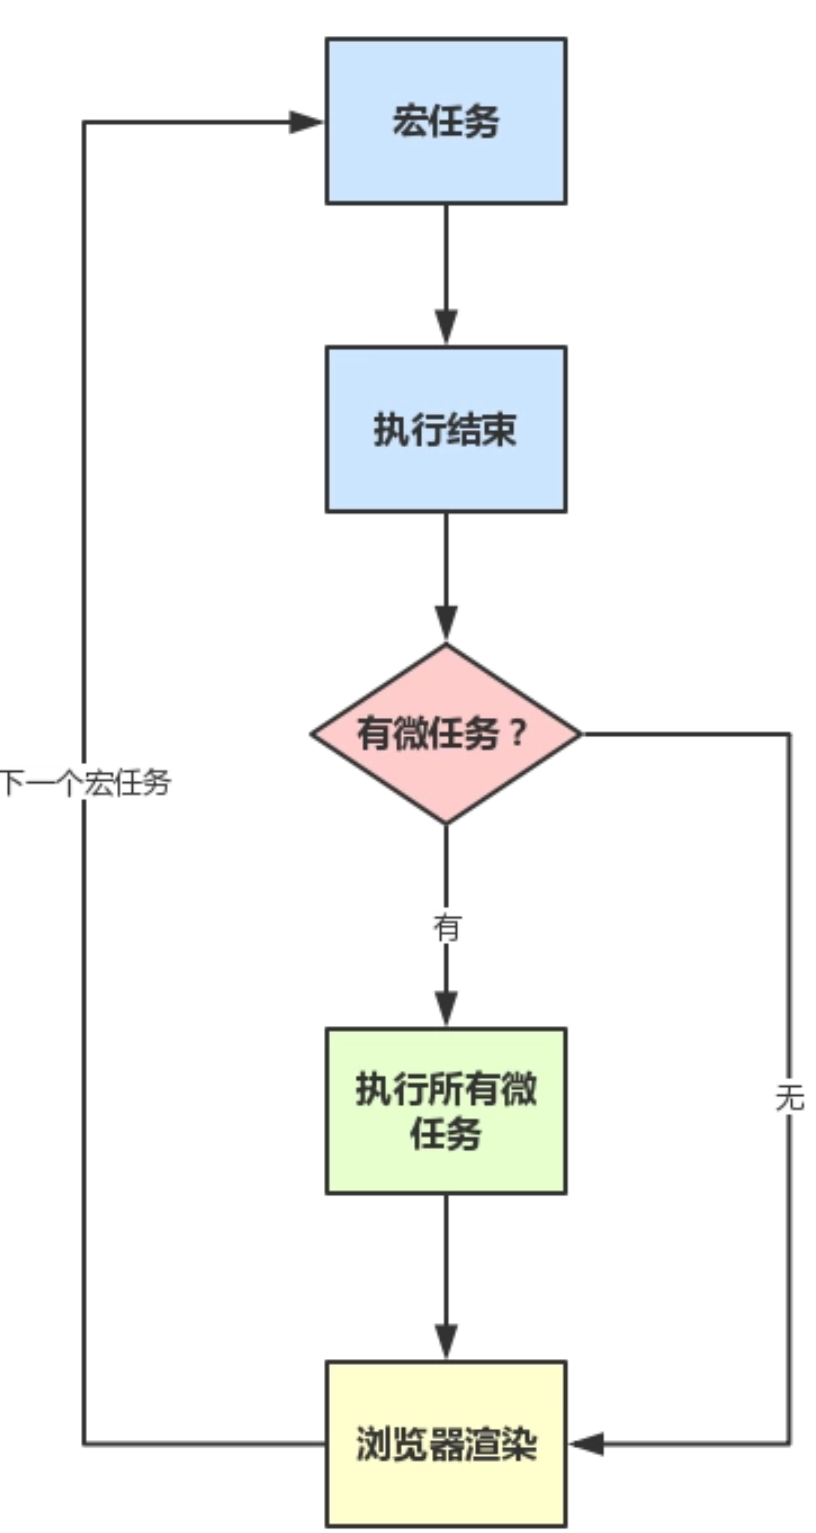 宏任务
执行结束
有微任务？
下一个宏任务
有
执行所有微
任务
无
浏览器渲染